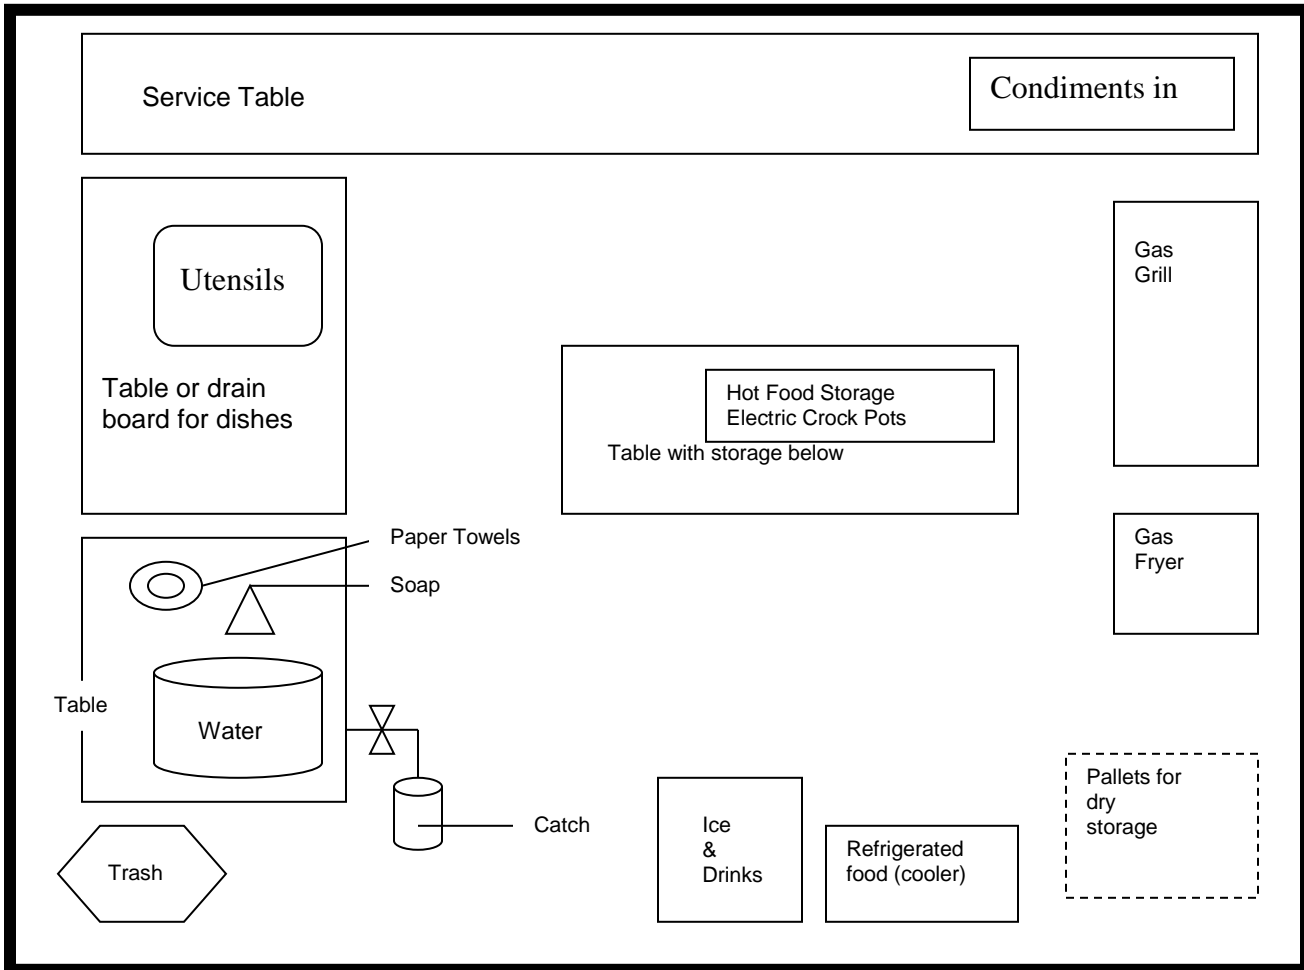 Service Table
Condiments in
Utensils
Table or drain
board for dishes
Gas
Grill
Hot Food Storage
Electric Crock Pots
Table with storage below
Paper Towels
Soap
Gas
Fryer
Table
Water
Catch
Trash
Ice
&
Drinks
Refrigerated
food (cooler)
Pallets for
dry
storage